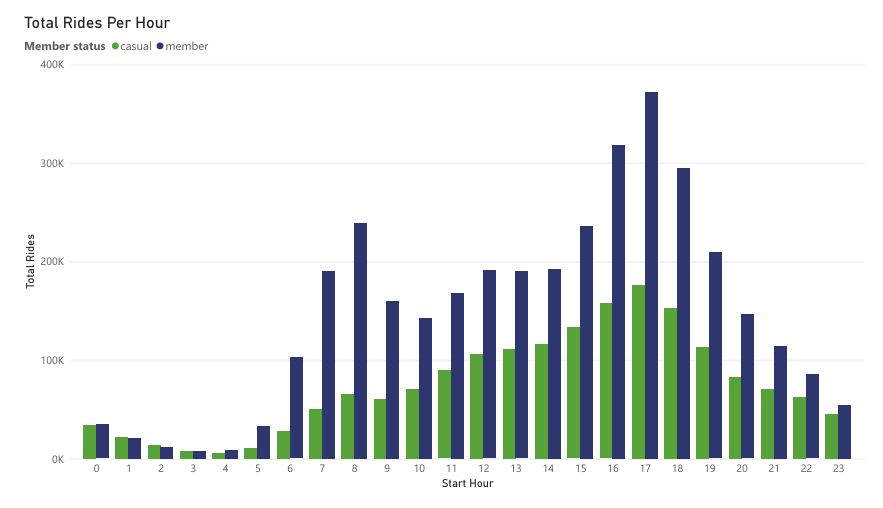 Total Rides Per Hour
Member status casual member
400K
300K
200K
100K
0K
Total Rides
0 1 2 3 4 5 6 7 8 9 10 11 12 13 14 15 16 17 18 19 20 21 22 23
Start Hour